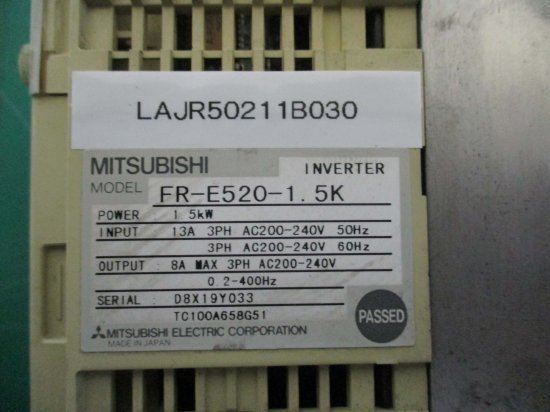 LAJR50211B030
MITSUBISHI INVERTER
MODEL FR-E520-1.5K
POWER : 1.5kW
INPUT : 13A 3PH AC200-240V 50Hz
3PH AC200-240V 60Hz
OUTPUT : 8A MAX 3PH AC200-240V
0.2-400Hz
SERIAL : D8X19Y033
TC100A658G51
PASSED
MITSUBISHI ELECTRIC CORPORATION
MADE IN JAPAN